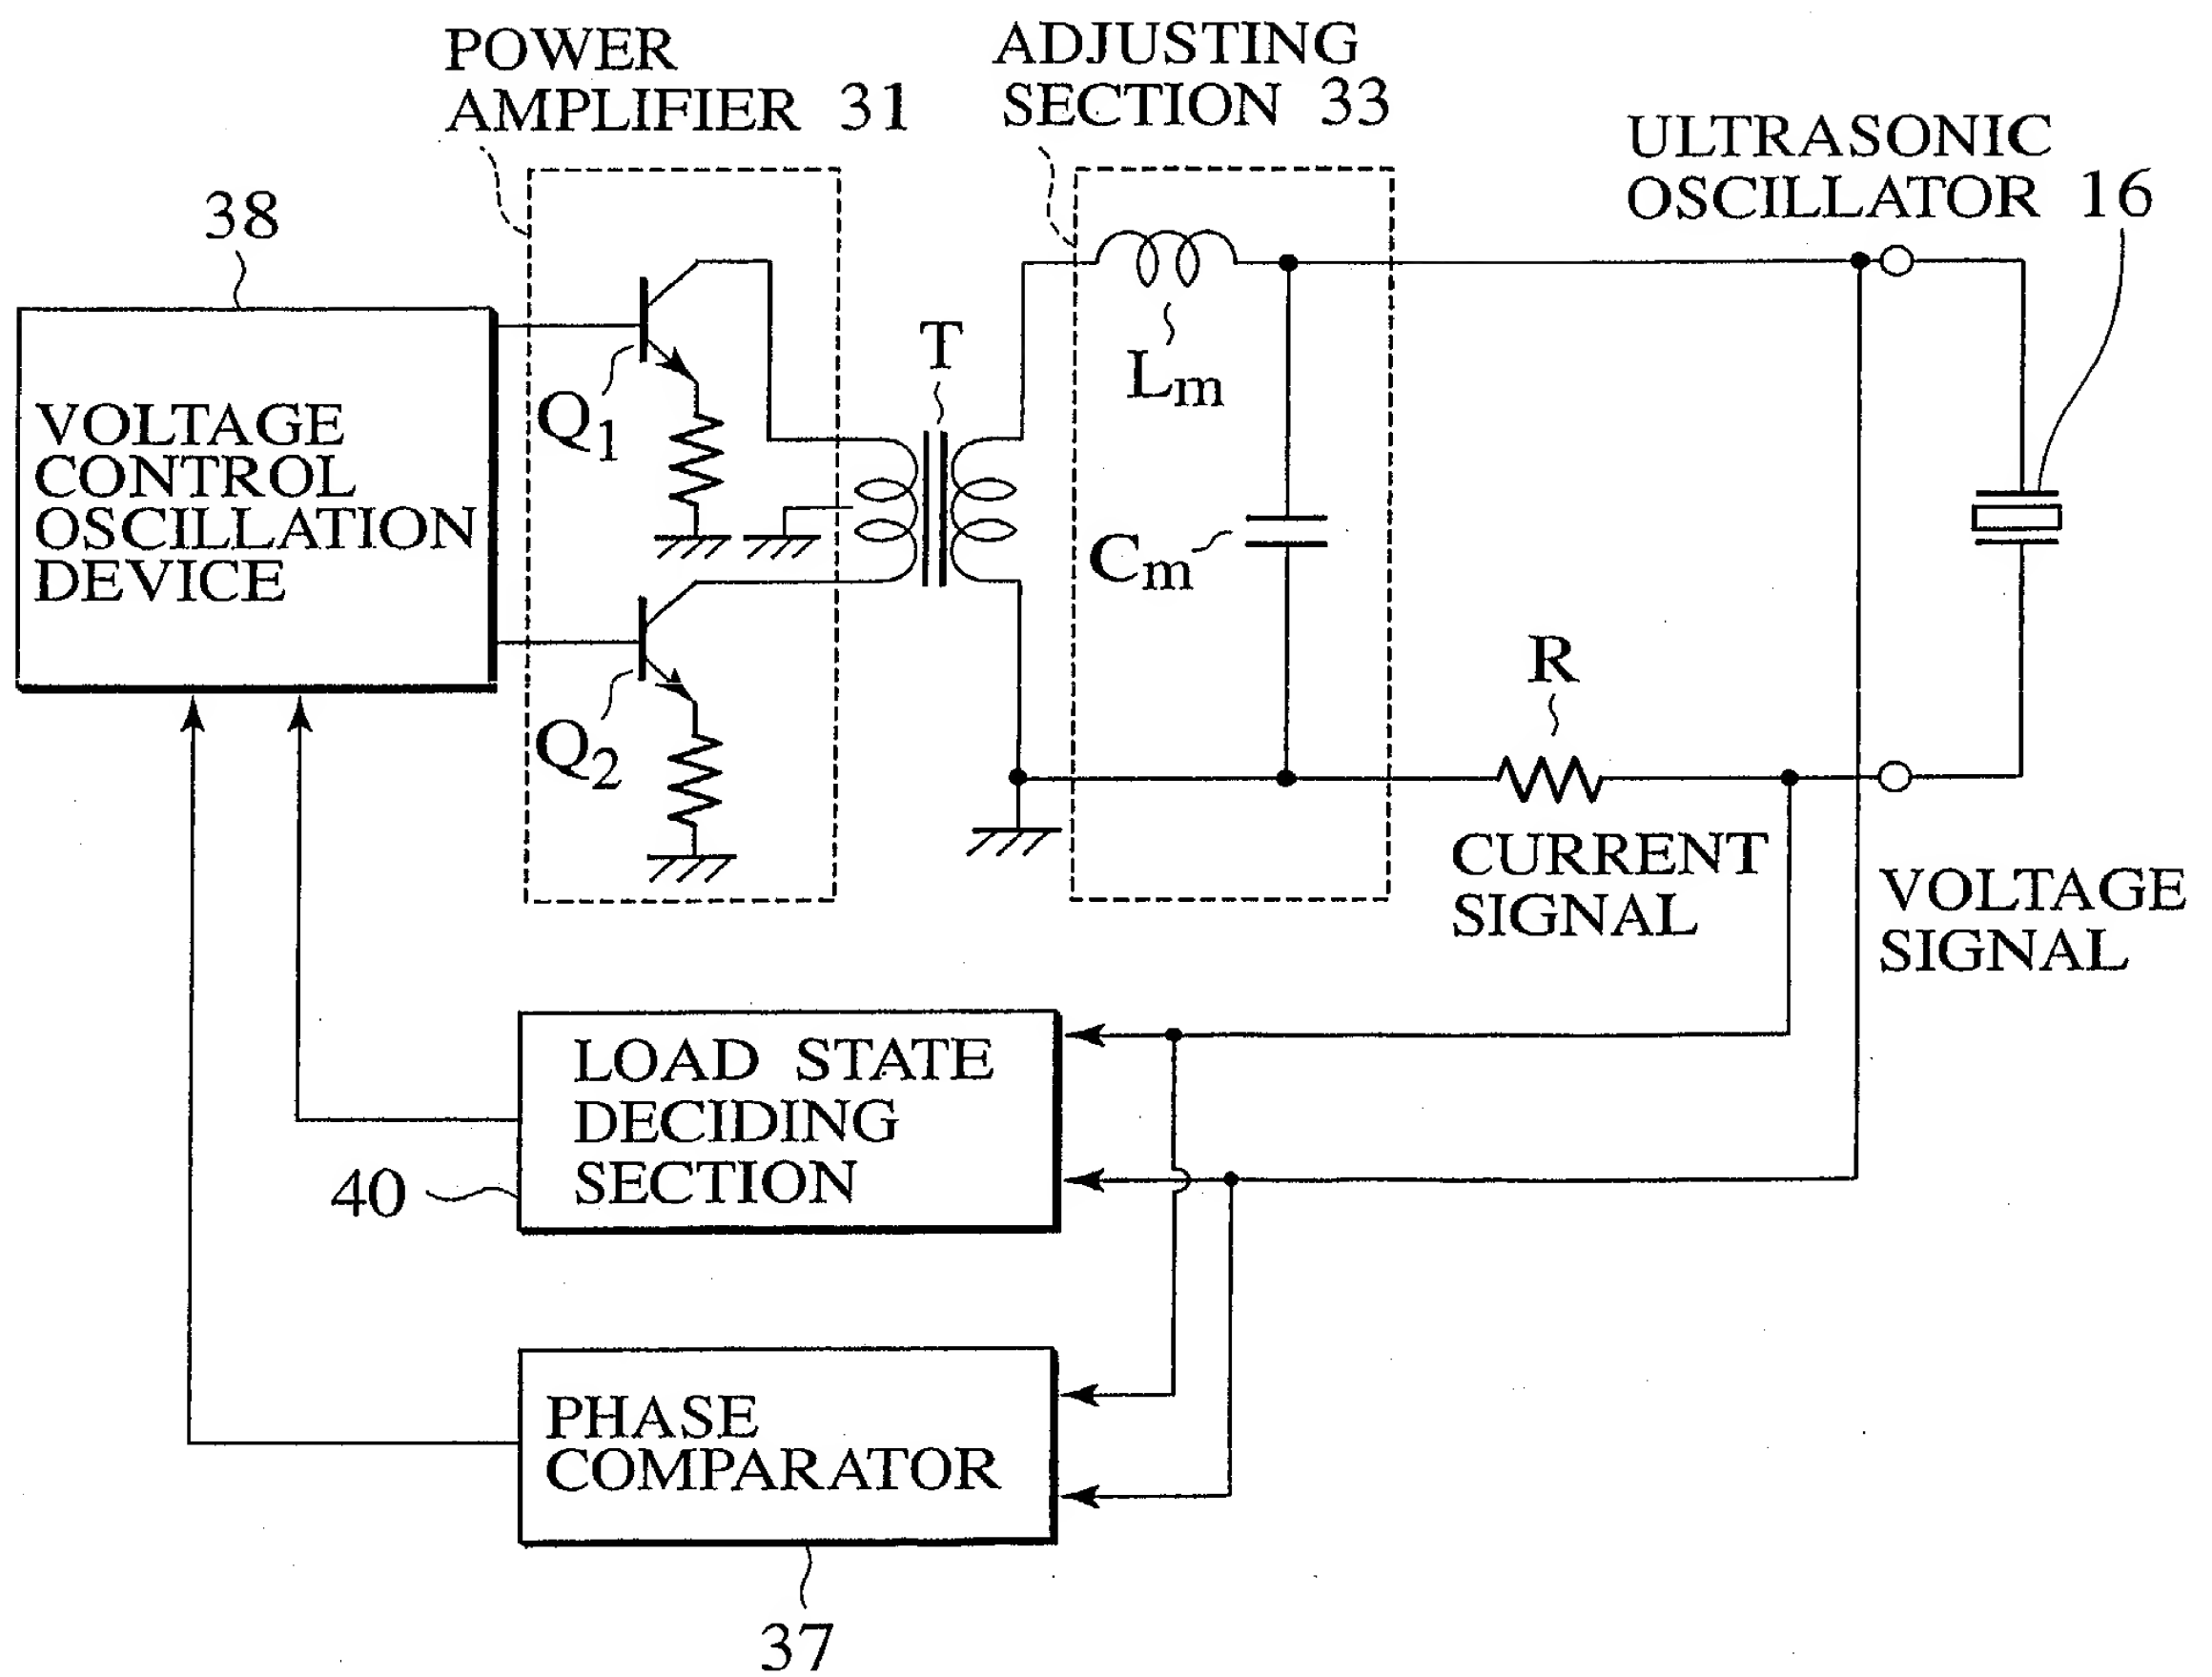 POWER
AMPLIFIER 31
ADJUSTING
SECTION 33
ULTRASONIC
OSCILLATOR 16
38
VOLTAGE
CONTROL
OSCILLATION
DEVICE
Q1
T
Lm
Cm
Q2
R
CURRENT
SIGNAL
VOLTAGE
SIGNAL
LOAD STATE
DECIDING
SECTION
40
PHASE
COMPARATOR
37